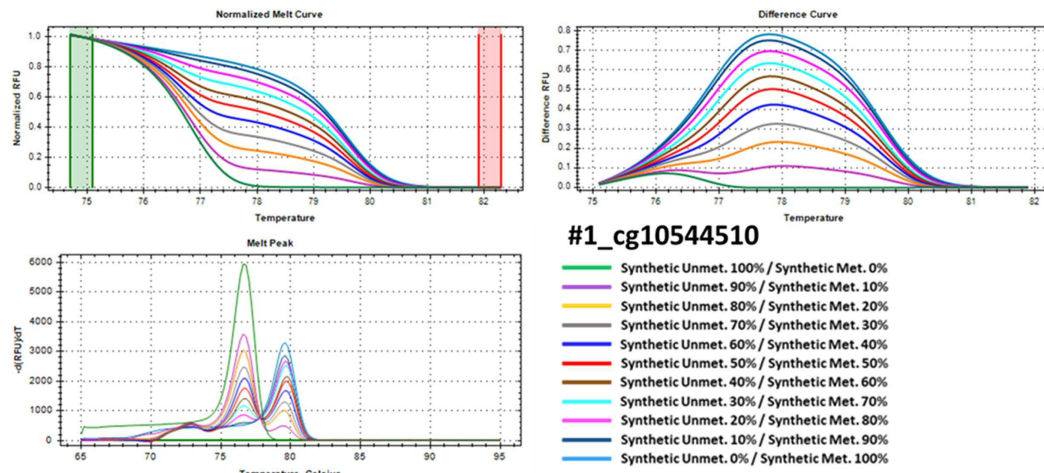 Normalized Melt Curve
Normalized RFU
1.0
0.8
0.6
0.4
0.2
0.0
75
76
77
78
79
80
81
82
Temperature
Difference Curve
Difference RFU
0.8
0.7
0.6
0.5
0.4
0.3
0.2
0.1
0.0
75
76
77
78
79
80
81
82
Temperature
Melt Peak
-d(RFU)/dT
6000
5000
4000
3000
2000
1000
0
65
70
75
80
85
90
95
Temperature, Celsius
#1_cg10544510
Synthetic Unmet. 100% / Synthetic Met. 0%
Synthetic Unmet. 90% / Synthetic Met. 10%
Synthetic Unmet. 80% / Synthetic Met. 20%
Synthetic Unmet. 70% / Synthetic Met. 30%
Synthetic Unmet. 60% / Synthetic Met. 40%
Synthetic Unmet. 50% / Synthetic Met. 50%
Synthetic Unmet. 40% / Synthetic Met. 60%
Synthetic Unmet. 30% / Synthetic Met. 70%
Synthetic Unmet. 20% / Synthetic Met. 80%
Synthetic Unmet. 10% / Synthetic Met. 90%
Synthetic Unmet. 0% / Synthetic Met. 100%